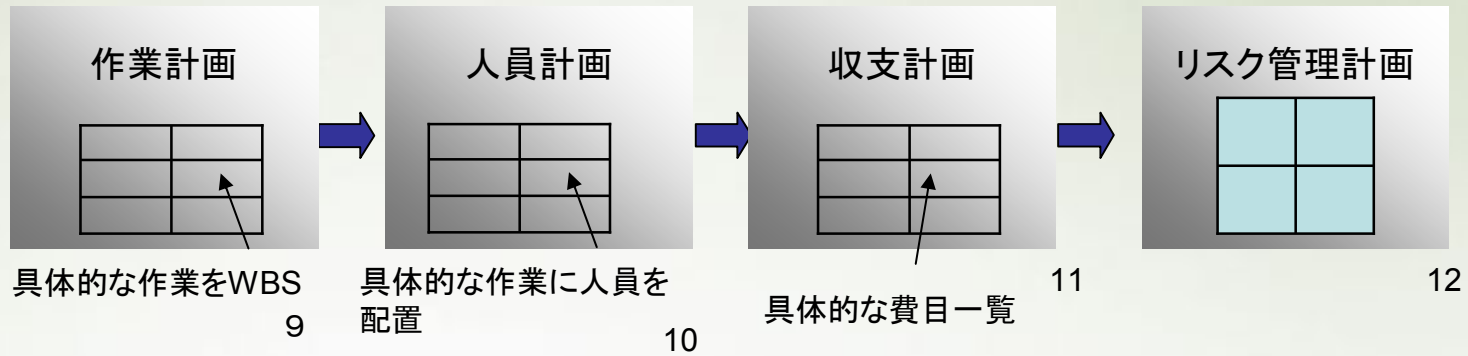 作業計画
具体的な作業をWBS
９
人員計画
具体的な作業に人員を
配置
10
収支計画
具体的な費目一覧
11
リスク管理計画
12